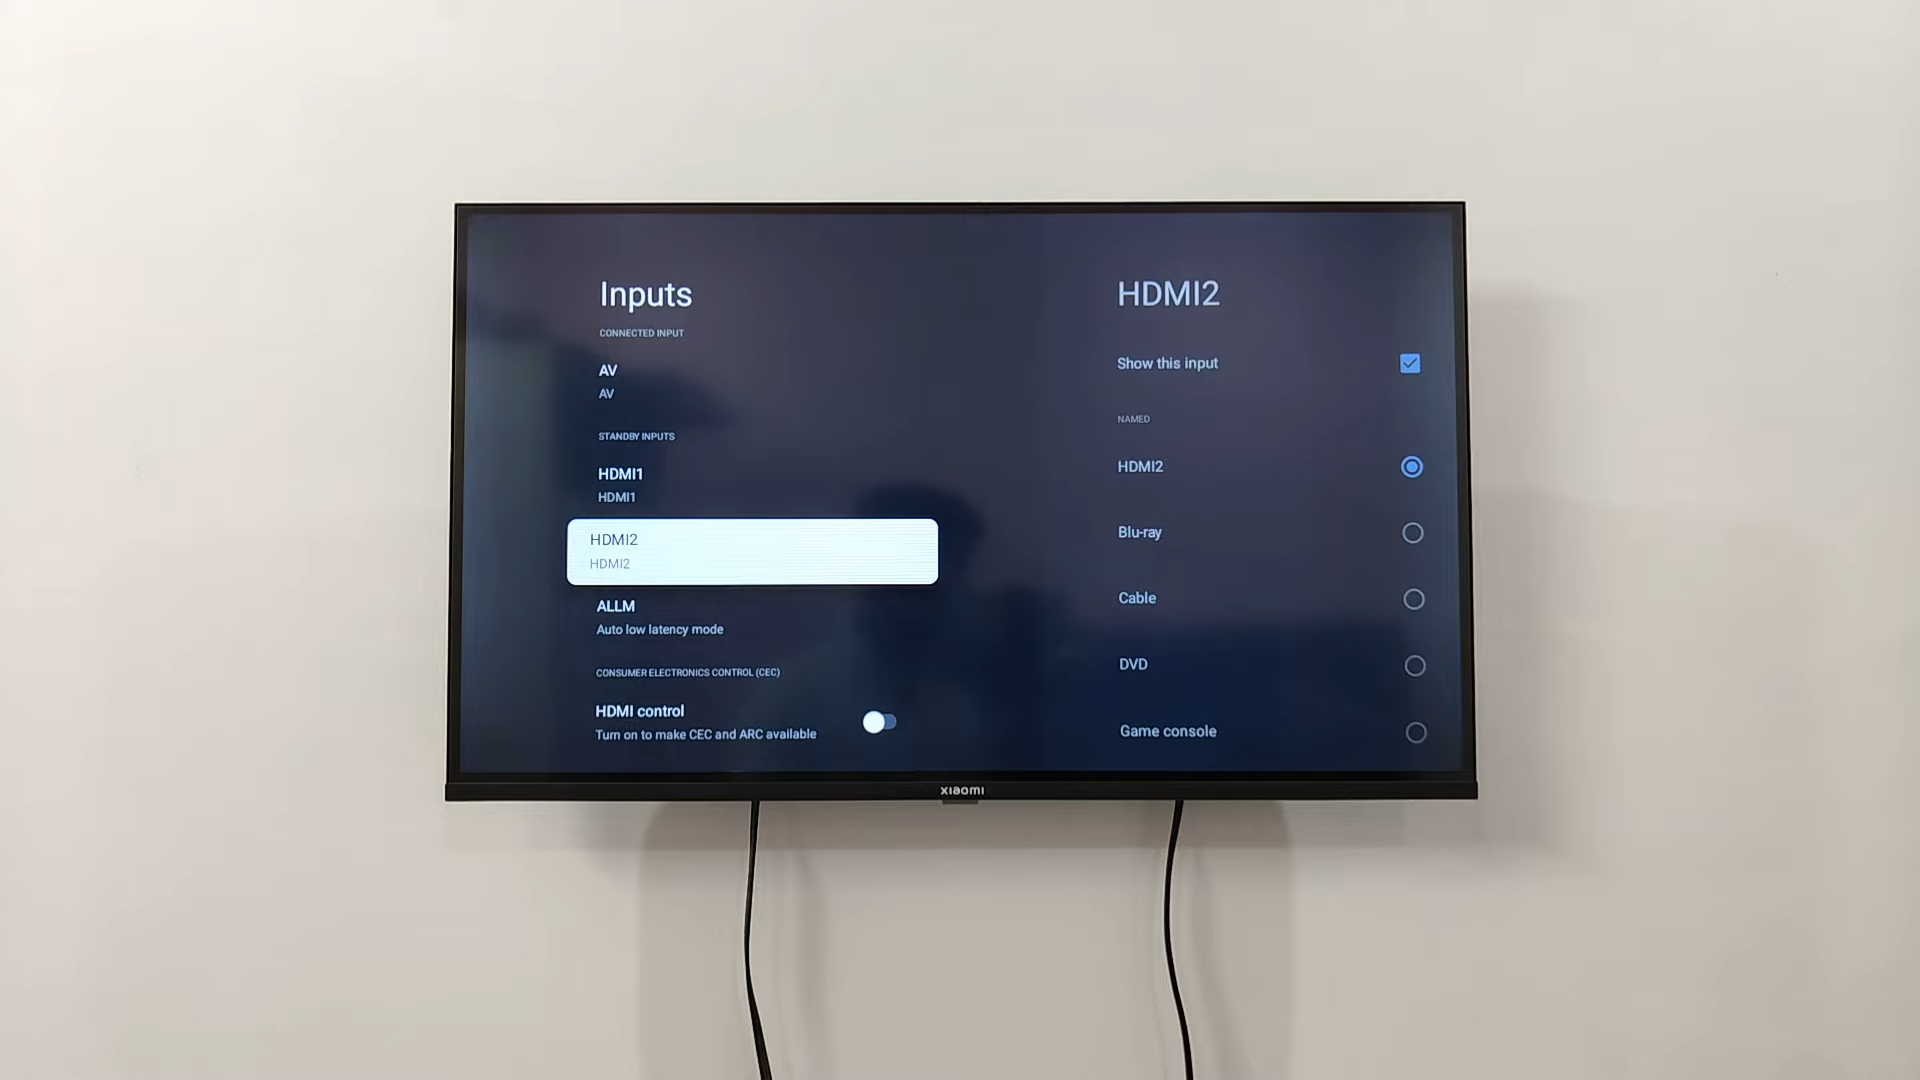 Inputs
CONNECTED INPUT
AV
AV
STANDBY INPUTS
HDMI1
HDMI1
HDMI2
HDMI2
ALLM
Auto low latency mode
CONSUMER ELECTRONICS CONTROL (CEC)
HDMI control
Turn on to make CEC and ARC available
HDMI2
Show this input
NAMED
HDMI2
Blu-ray
Cable
DVD
Game console
xiaomi